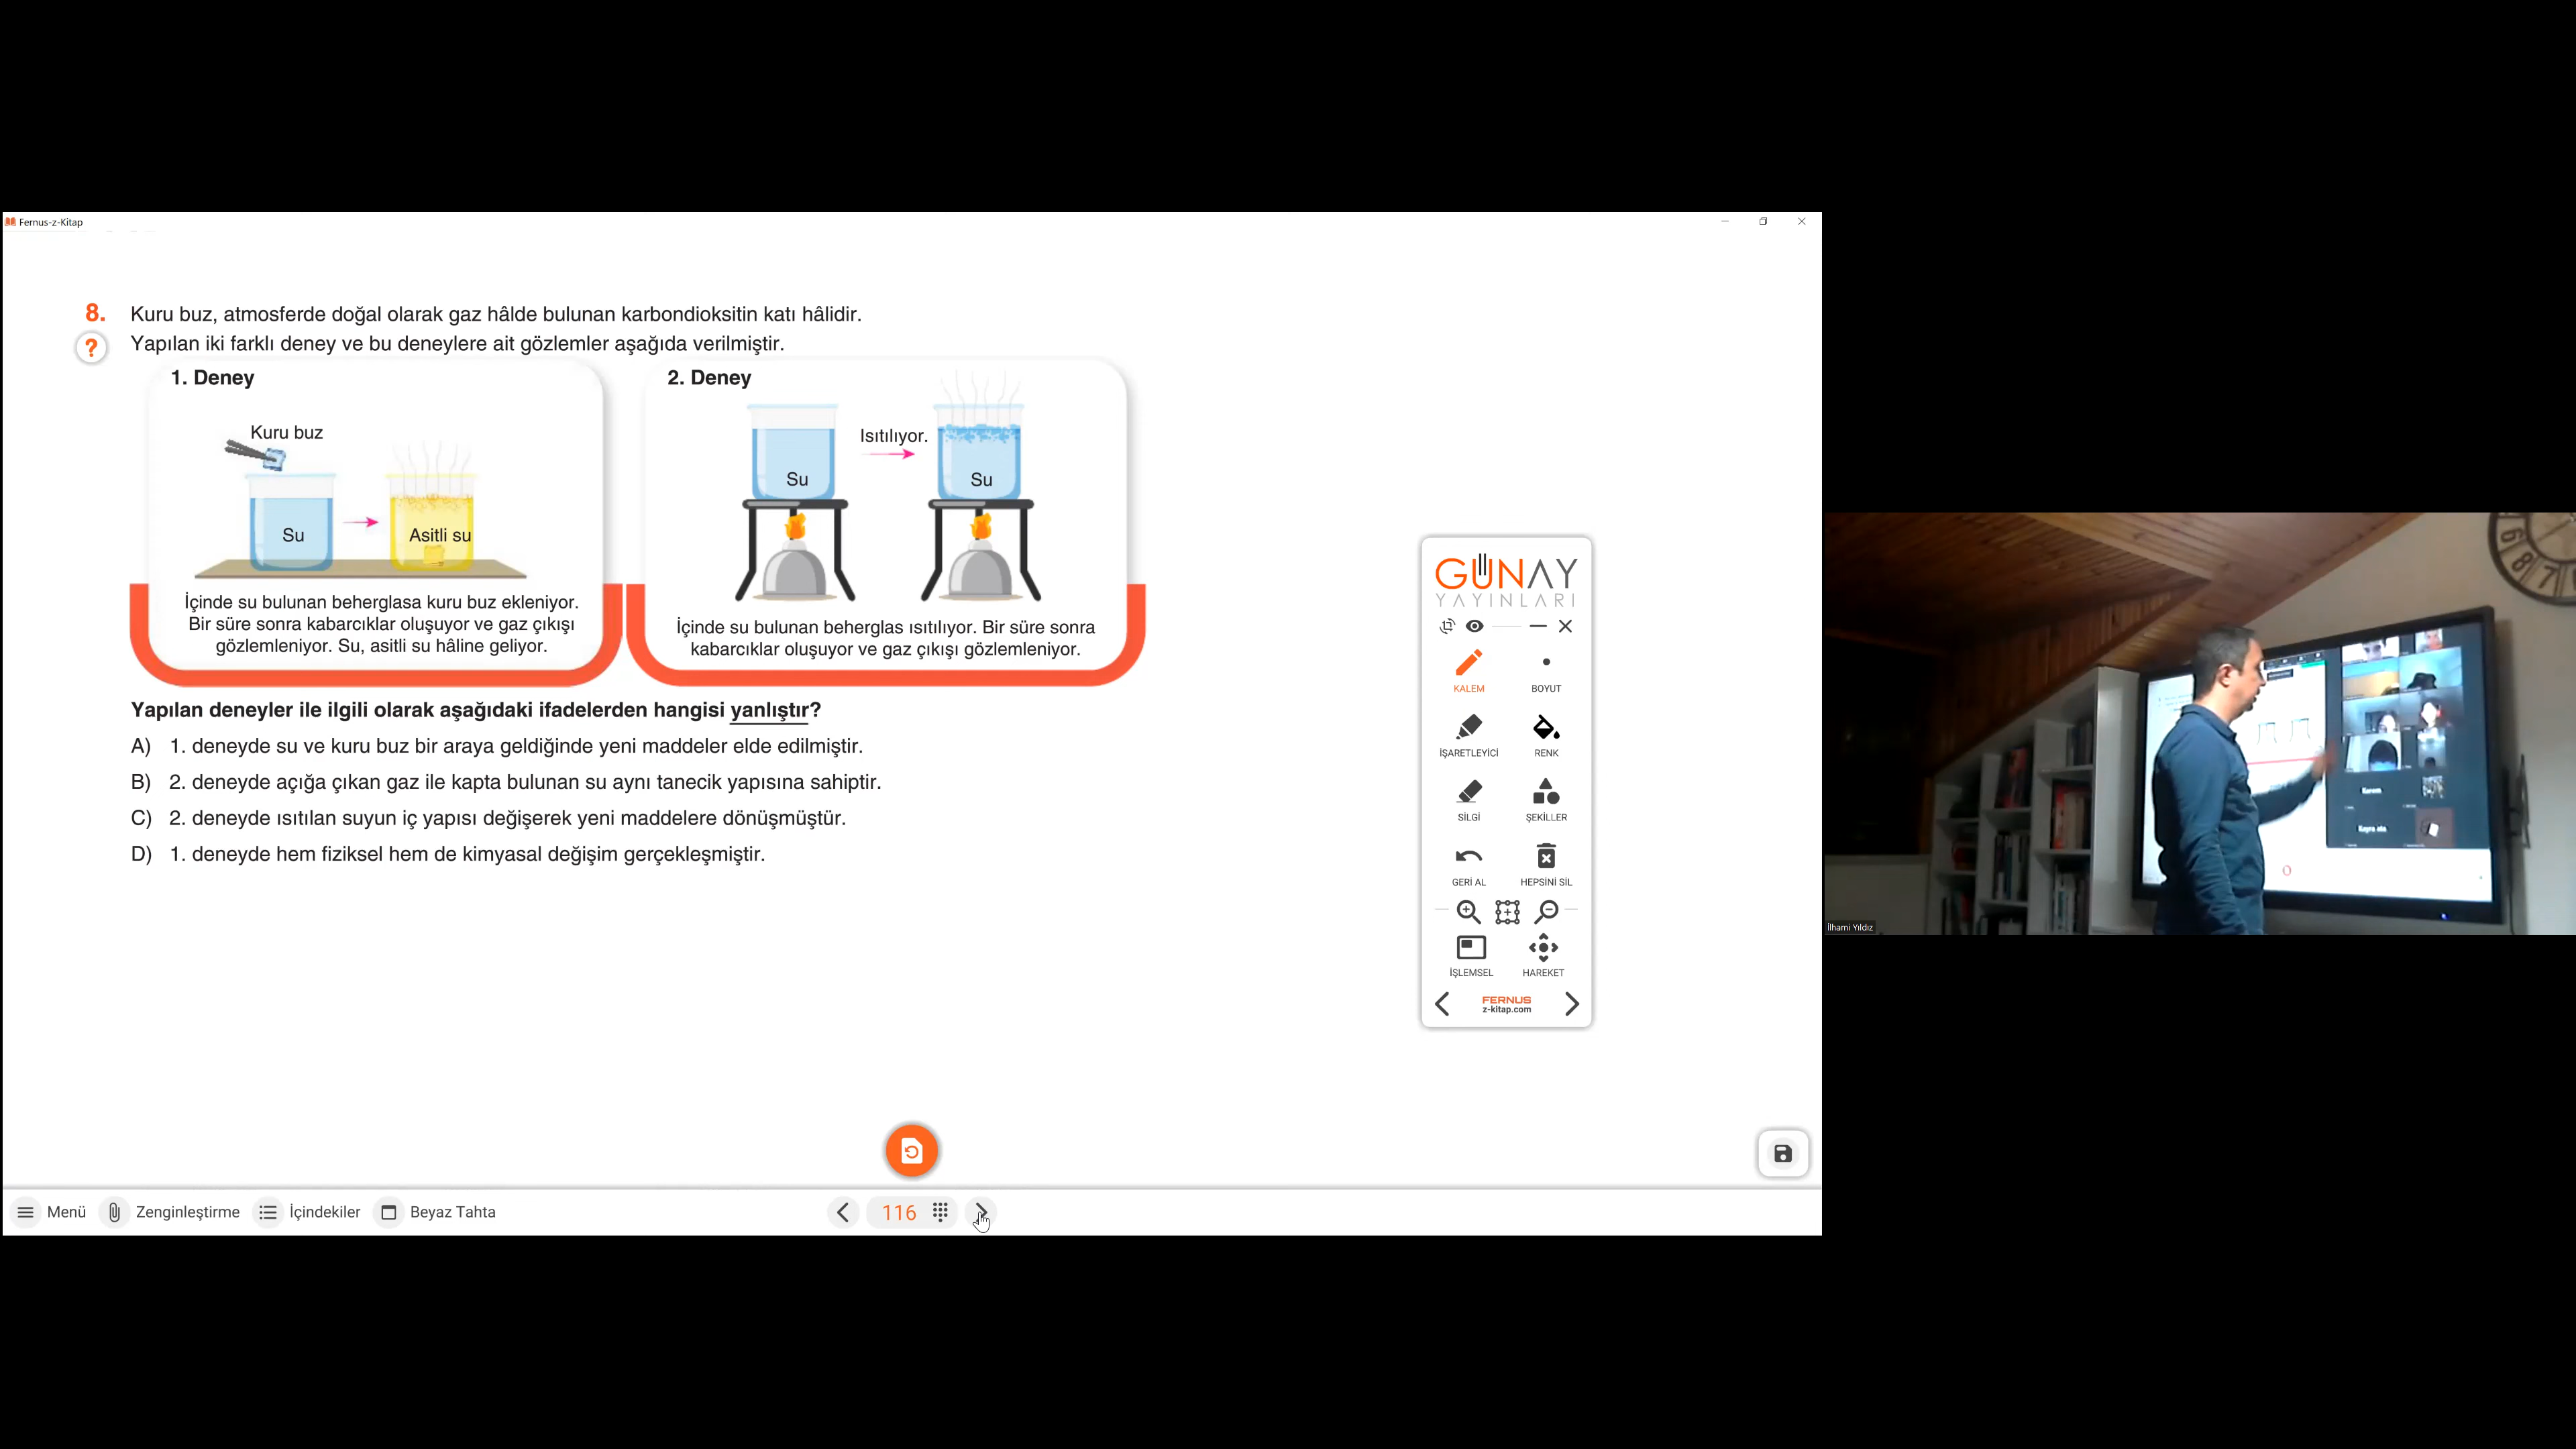 Fernus-z-Kitap
8. Kuru buz, atmosferde doğal olarak gaz hâlde bulunan karbondioksitin katı hâlidir.
? Yapılan iki farklı deney ve bu deneylere ait gözlemler aşağıda verilmiştir.
1. Deney
Kuru buz
Su
Asitli su
İçinde su bulunan beherglasa kuru buz ekleniyor.
Bir süre sonra kabarcıklar oluşuyor ve gaz çıkışı
gözlemleniyor. Su, asitli su hâline geliyor.
2. Deney
Isıtılıyor.
Su
Su
İçinde su bulunan beherglas ısıtılıyor. Bir süre sonra
kabarcıklar oluşuyor ve gaz çıkışı gözlemleniyor.
Yapılan deneyler ile ilgili olarak aşağıdaki ifadelerden hangisi yanlıştır?
A) 1. deneyde su ve kuru buz bir araya geldiğinde yeni maddeler elde edilmiştir.
B) 2. deneyde açığa çıkan gaz ile kapta bulunan su aynı tanecik yapısına sahiptir.
C) 2. deneyde ısıtılan suyun iç yapısı değişerek yeni maddelere dönüşmüştür.
D) 1. deneyde hem fiziksel hem de kimyasal değişim gerçekleşmiştir.
GÜNAY
YAYINLARI
KALEM BOYUT
İŞARETLEYİCİ RENK
SİLGİ ŞEKİLLER
GERİ AL HEPSİNİ SİL
İŞLEMSEL HAREKET
FERNUS
z-kitap.com
İlhami Yıldız
Menü Zenginleştirme İçindekiler Beyaz Tahta 116